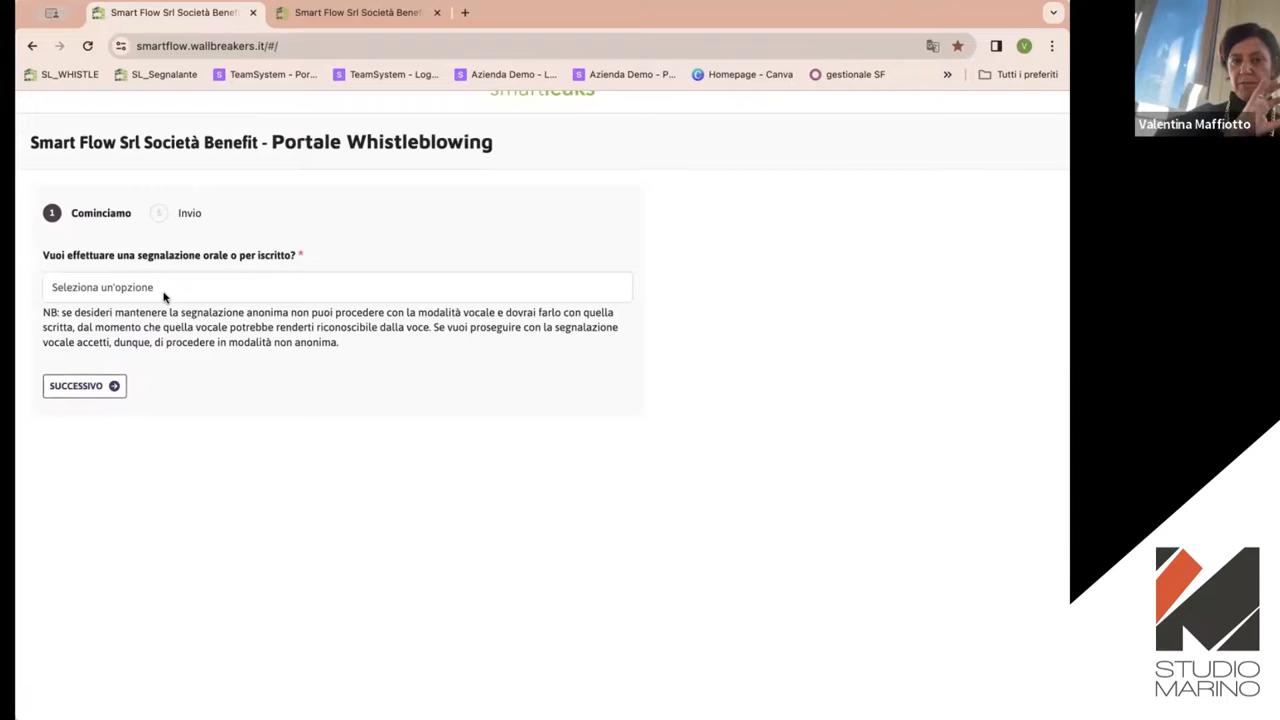 Smart Flow Srl Società Benefi
Smart Flow Srl Società Benefi
smartflow.wallbreakers.it/#/
SL_WHISTLE
SL_Segnalante
TeamSystem - Por...
TeamSystem - Log...
Azienda Demo - L...
Azienda Demo - P...
Homepage - Canva
gestionale SF
»
Tutti i preferiti
V
smartleaks
Smart Flow Srl Società Benefit - Portale Whistleblowing
1 Cominciamo
Invio
Vuoi effettuare una segnalazione orale o per iscritto? *
Seleziona un'opzione
NB: se desideri mantenere la segnalazione anonima non puoi procedere con la modalità vocale e dovrai farlo con quella
scritta, dal momento che quella vocale potrebbe renderti riconoscibile dalla voce. Se vuoi proseguire con la segnalazione
vocale accetti, dunque, di procedere in modalità non anonima.
SUCCESSIVO
Valentina Maffiotto
STUDIO
MARINO